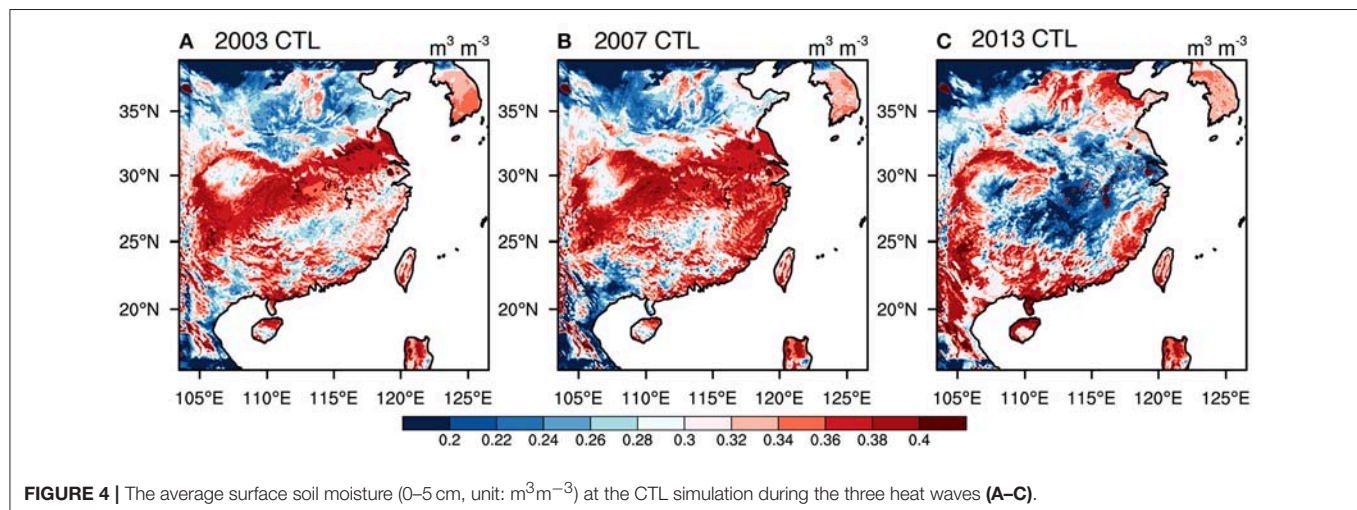 A 2003 CTL m³ m⁻³ B 2007 CTL m³ m⁻³ C 2013 CTL m³ m⁻³
35°N 35°N 35°N
30°N 30°N 30°N
25°N 25°N 25°N
20°N 20°N 20°N
105°E 110°E 115°E 120°E 125°E 105°E 110°E 115°E 120°E 125°E 105°E 110°E 115°E 120°E 125°E
0.2 0.22 0.24 0.26 0.28 0.3 0.32 0.34 0.36 0.38 0.4
FIGURE 4 | The average surface soil moisture (0–5 cm, unit: m³m⁻³) at the CTL simulation during the three heat waves (A–C).